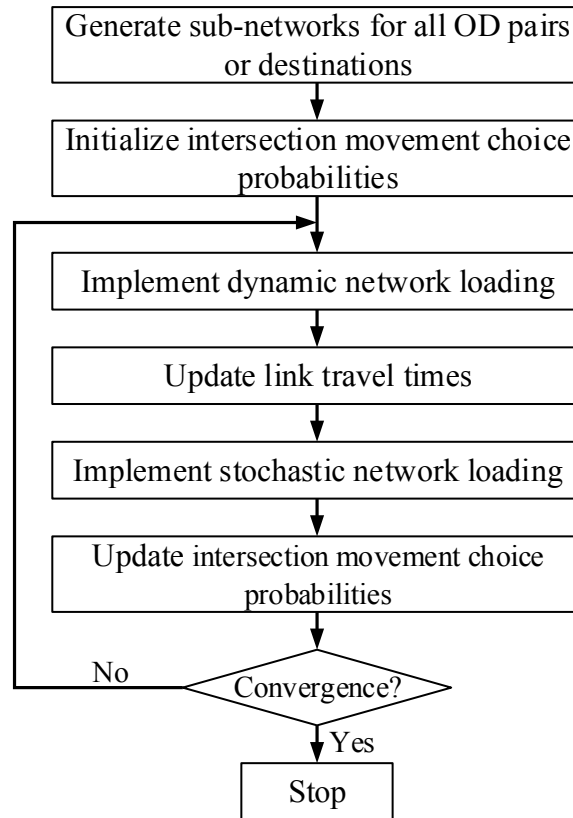 Generate sub-networks for all OD pairs
or destinations
Initialize intersection movement choice
probabilities
Implement dynamic network loading
Update link travel times
Implement stochastic network loading
Update intersection movement choice
probabilities
No
Convergence?
Yes
Stop